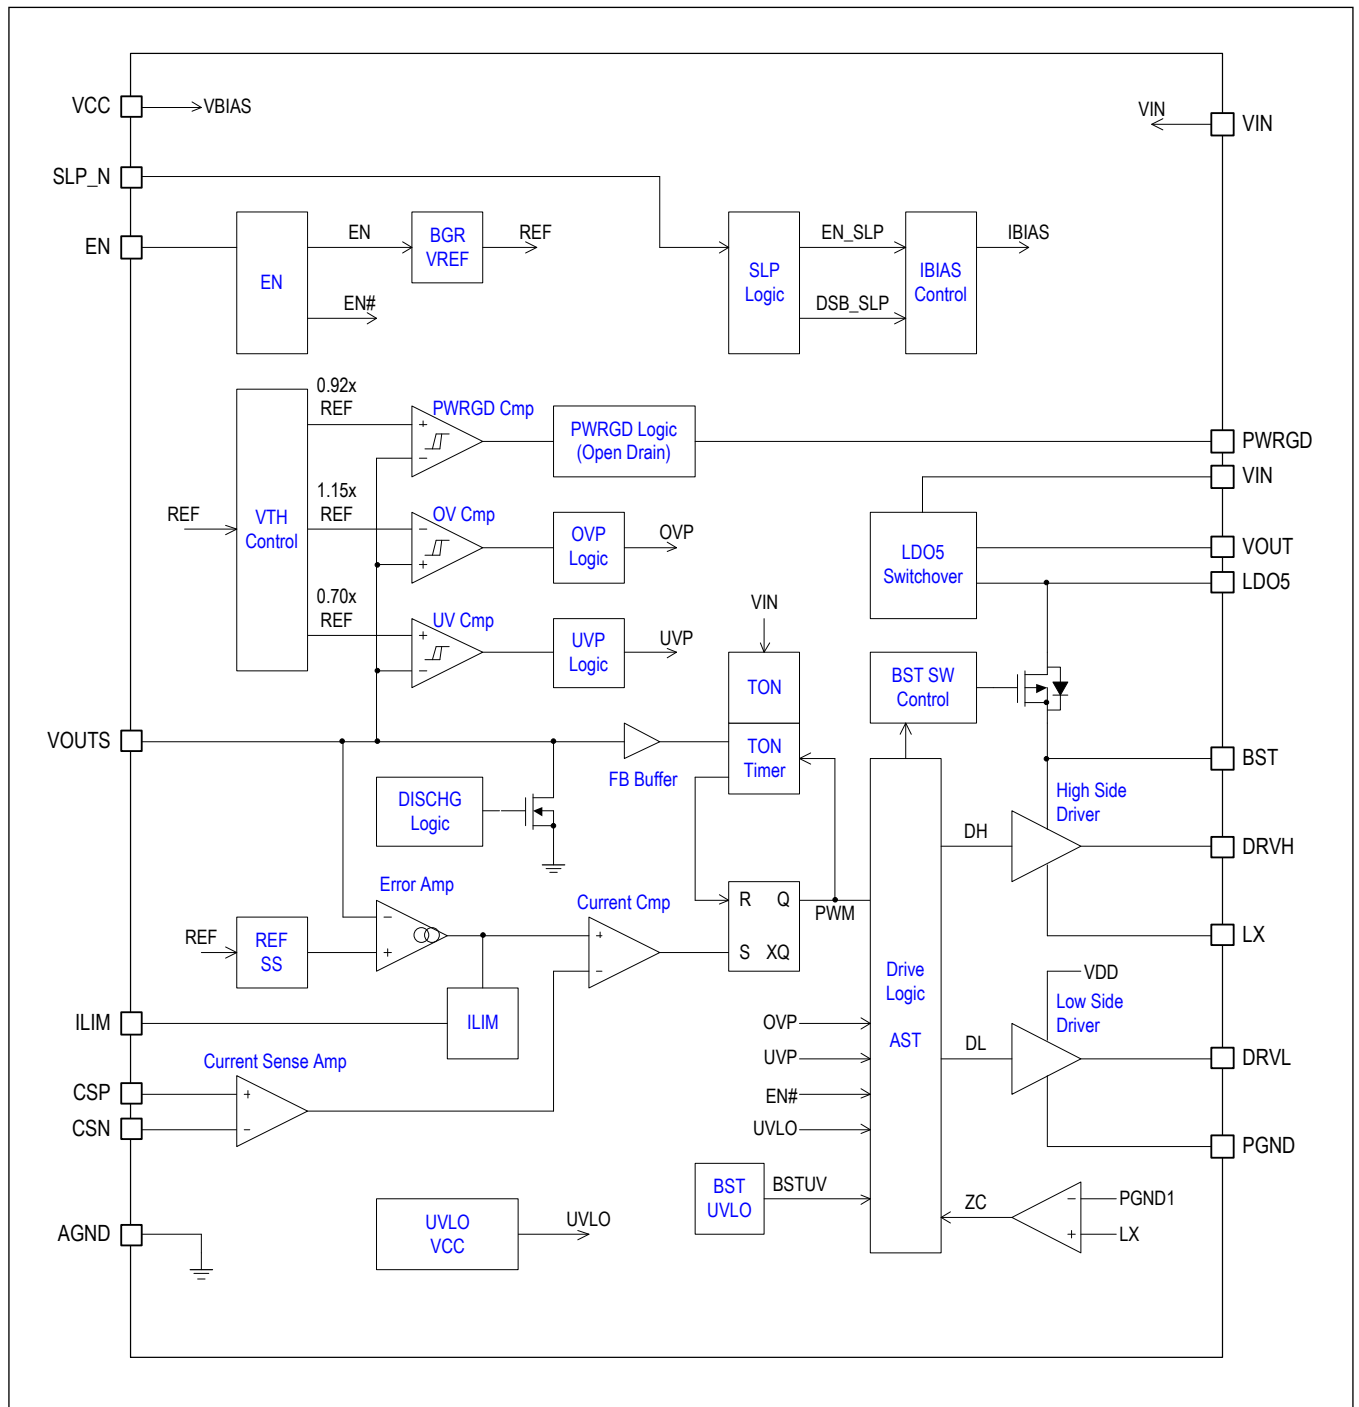 VCC
VBIAS
VIN
VIN
SLP_N
EN
EN
EN
EN#
BGR
VREF
REF
SLP
Logic
EN_SLP
DSB_SLP
IBIAS
Control
IBIAS
0.92x
REF
PWRGD Cmp
+
−
PWRGD Logic
(Open Drain)
PWRGD
VIN
REF
VTH
Control
1.15x
REF
OV Cmp
−
+
OVP
Logic
OVP
LDO5
Switchover
VOUT
LDO5
0.70x
REF
UV Cmp
+
−
UVP
Logic
UVP
VIN
TON
BST SW
Control
VOUTS
FB Buffer
TON
Timer
BST
DISCHG
Logic
High Side
Driver
DH
DRVH
Error Amp
−
+
REF
REF
SS
Current Cmp
+
−
R
Q
S
XQ
PWM
LX
Drive
Logic
AST
VDD
Low Side
Driver
ILIM
ILIM
OVP
UVP
EN#
UVLO
DL
DRVL
Current Sense Amp
CSP
+
CSN
−
PGND
BST
UVLO
BSTUV
ZC
−
PGND1
+
LX
AGND
UVLO
VCC
UVLO